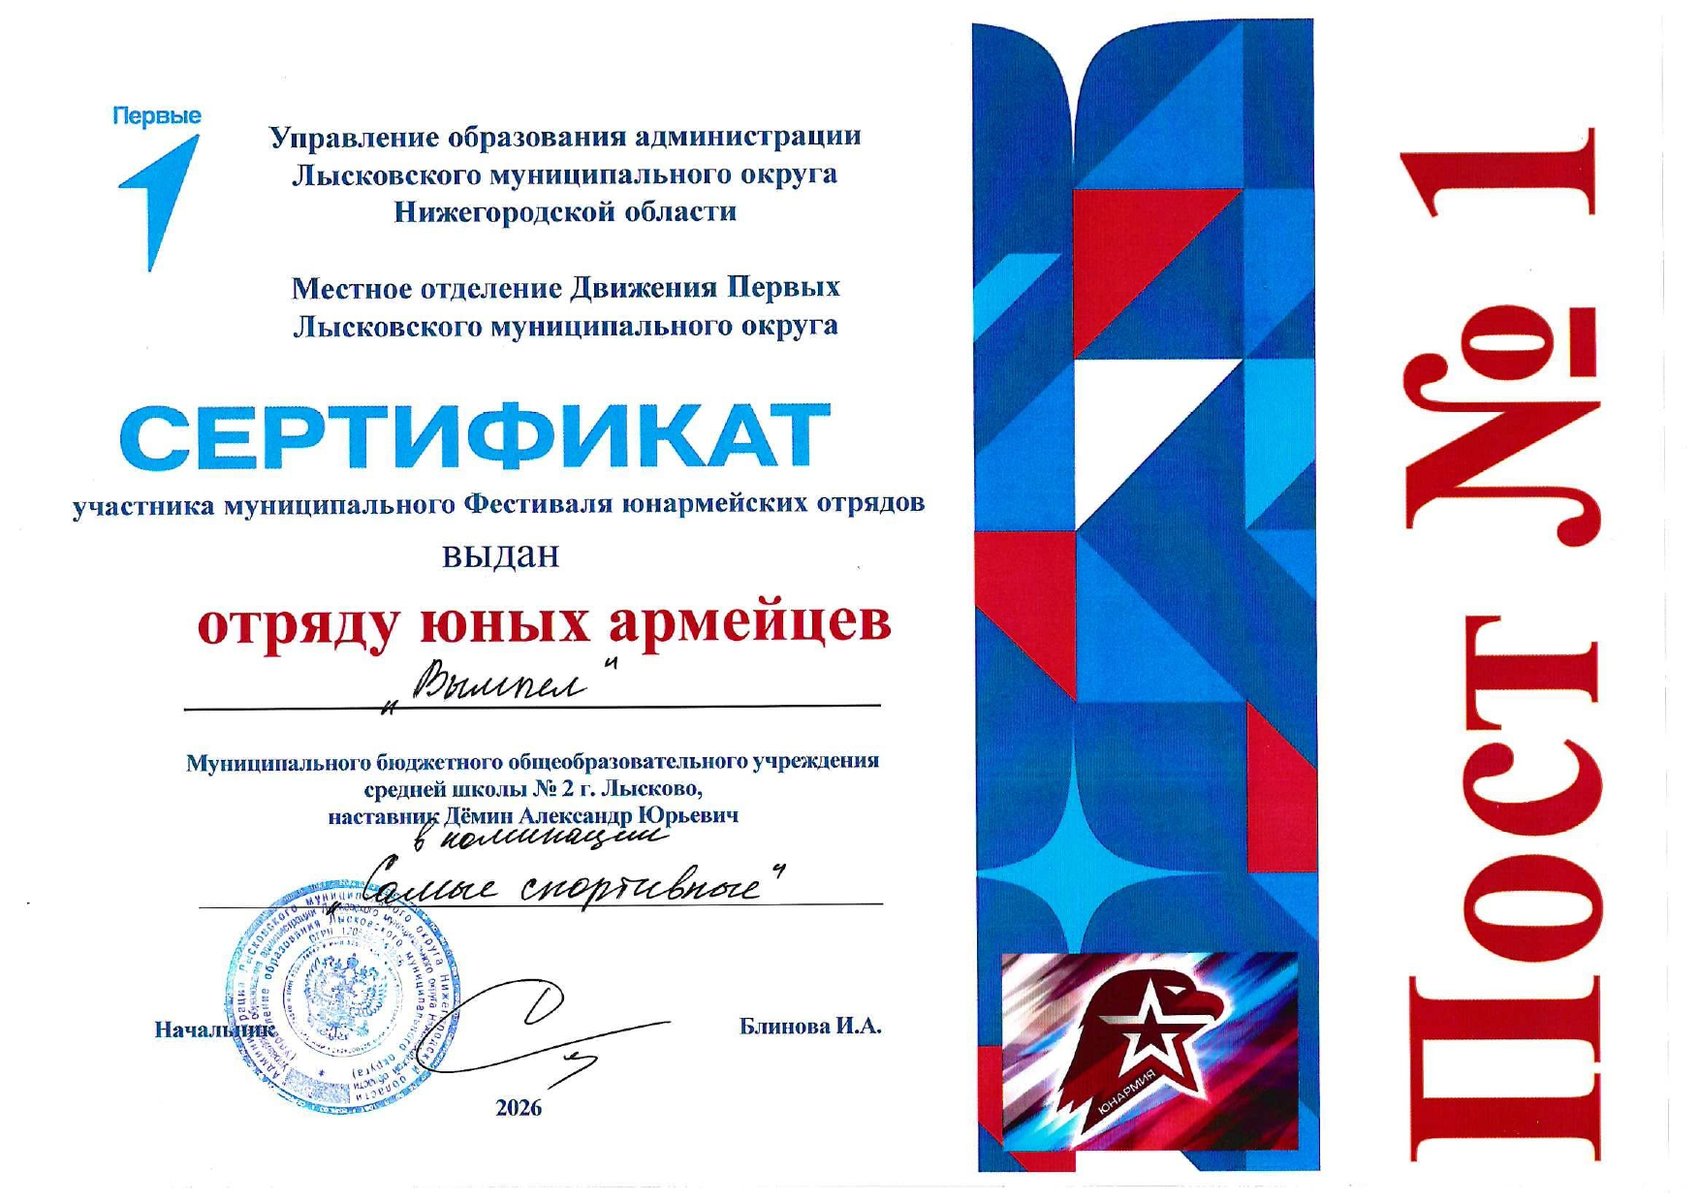 Первые
Управление образования администрации
Лысковского муниципального округа
Нижегородской области
Местное отделение Движения Первых
Лысковского муниципального округа
СЕРТИФИКАТ
участника муниципального Фестиваля юнармейских отрядов
выдан
отряду юных армейцев
„Вымпел"
Муниципального бюджетного общеобразовательного учреждения
средней школы № 2 г. Лысково,
наставник Дёмин Александр Юрьевич
в номинации
„Самые спортивные"
Начальник
Блинова И.А.
2026
ЮНАРМИЯ
Пост № 1